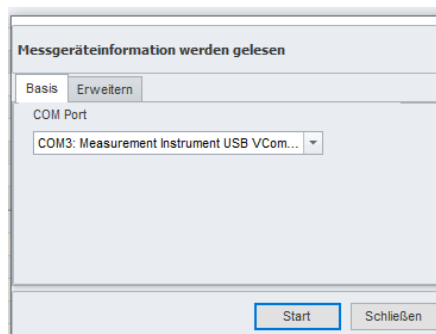 Messgeräteinformation werden gelesen
Basis Erweitern
COM Port
COM3: Measurement Instrument USB VCom...
Start Schließen